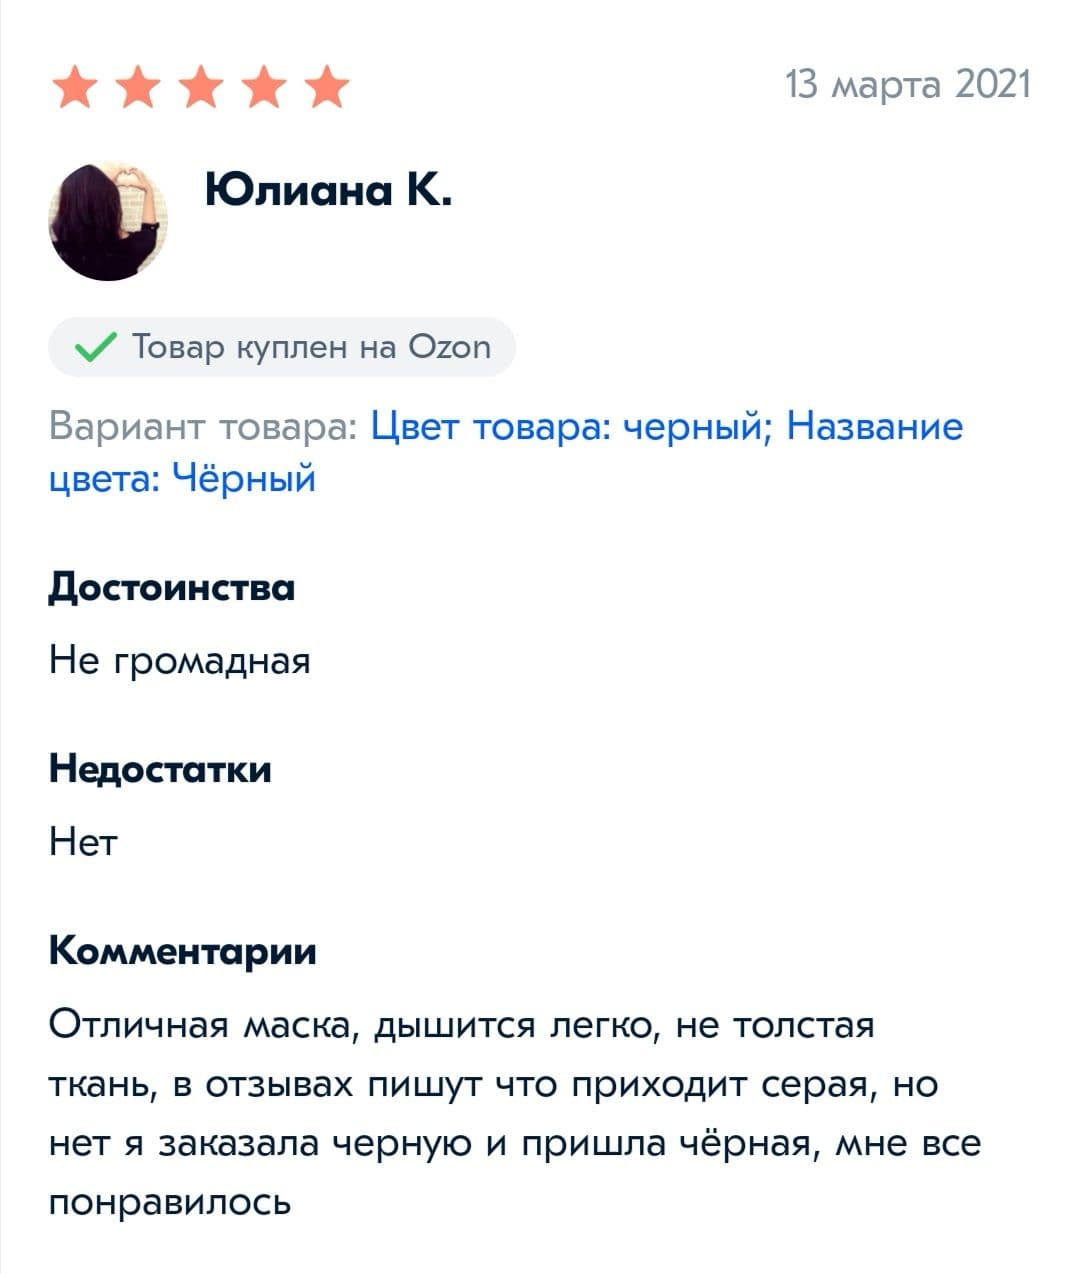 13 марта 2021
Юлиана К.
Товар куплен на Ozon
Вариант товара: Цвет товара: черный; Название
цвета: Чёрный
Достоинства
Не громадная
Недостатки
Нет
Комментарии
Отличная маска, дышится легко, не толстая
ткань, в отзывах пишут что приходит серая, но
нет я заказала черную и пришла чёрная, мне все
понравилось